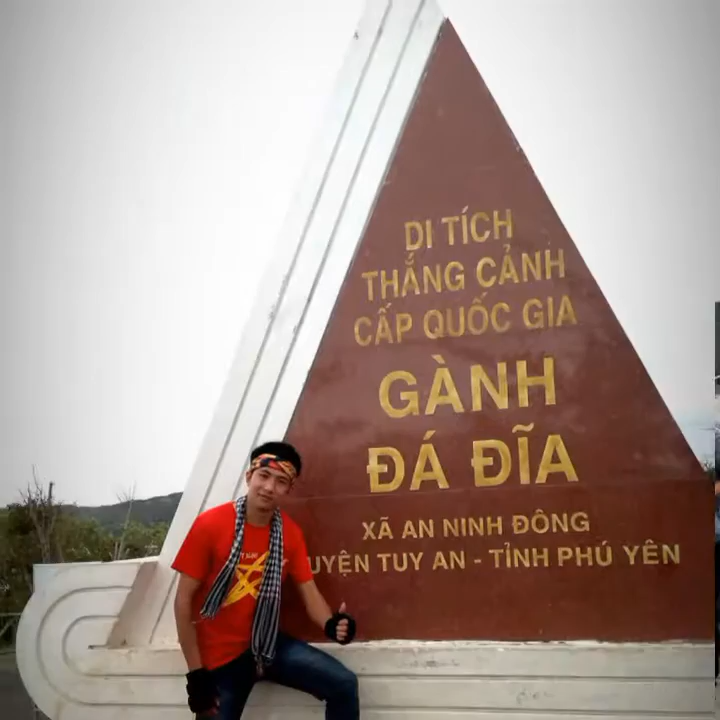 DI TÍCH
THẮNG CẢNH
CẤP QUỐC GIA
GÀNH
ĐÁ ĐĨA
XÃ AN NINH ĐÔNG
UYỆN TUY AN - TỈNH PHÚ YÊN